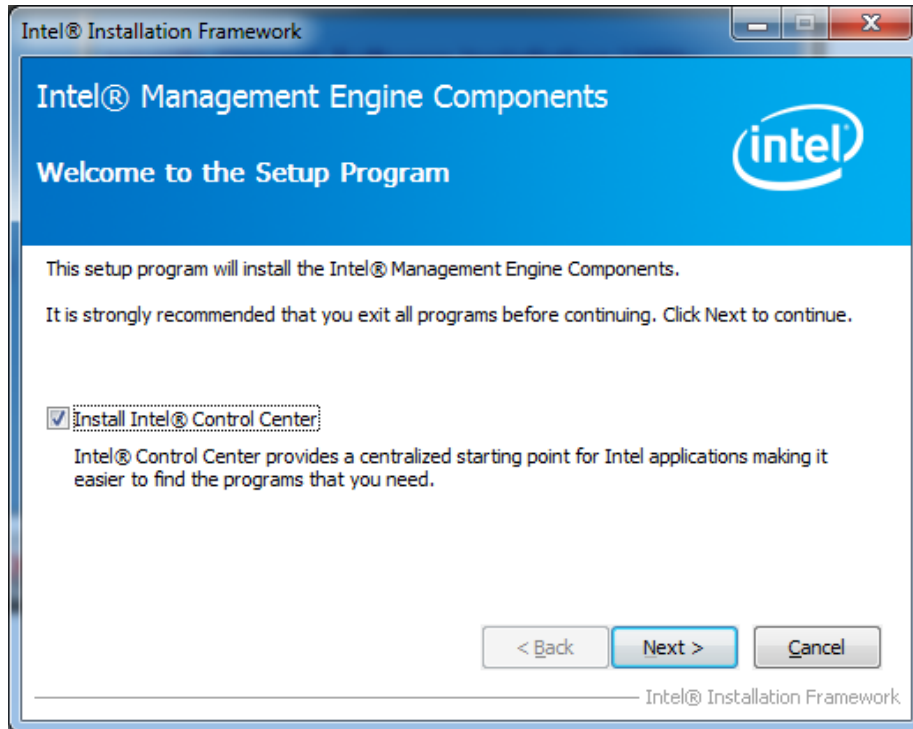 Intel® Installation Framework
Intel® Management Engine Components
intel®
Welcome to the Setup Program
This setup program will install the Intel® Management Engine Components.
It is strongly recommended that you exit all programs before continuing. Click Next to continue.
Install Intel® Control Center
Intel® Control Center provides a centralized starting point for Intel applications making it
easier to find the programs that you need.
< Back Next > Cancel
Intel® Installation Framework